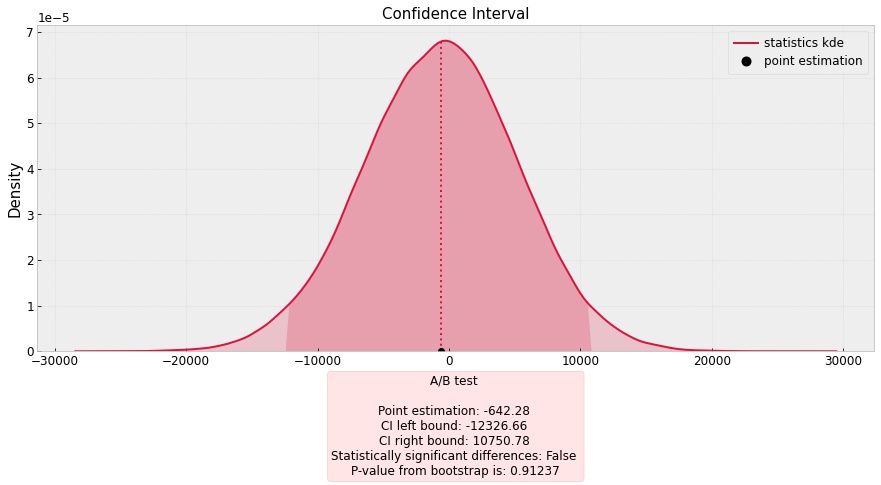 Confidence Interval
1e−5
7
6
5
4
3
2
1
0
Density
statistics kde
point estimation
−30000 −20000 −10000 0 10000 20000 30000
A/B test
Point estimation: -642.28
CI left bound: -12326.66
CI right bound: 10750.78
Statistically significant differences: False
P-value from bootstrap is: 0.91237